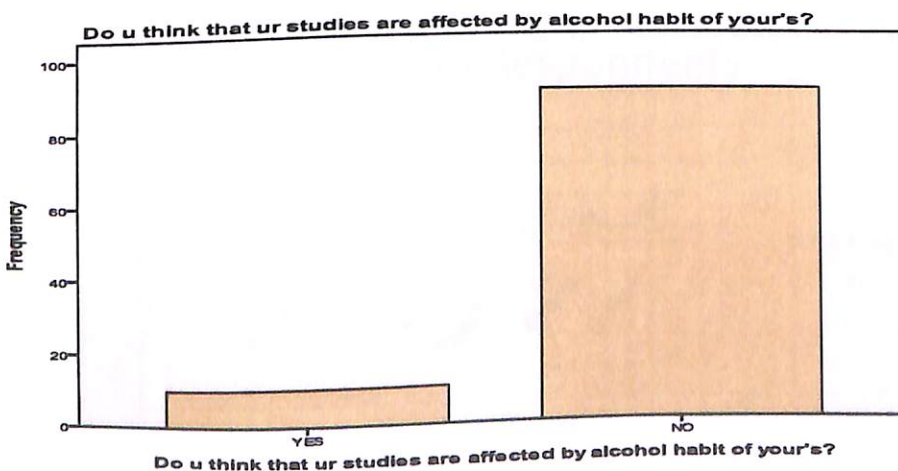 Do u think that ur studies are affected by alcohol habit of your's?
100
80
60
40
20
0
Frequency
YES
NO
Do u think that ur studies are affected by alcohol habit of your's?